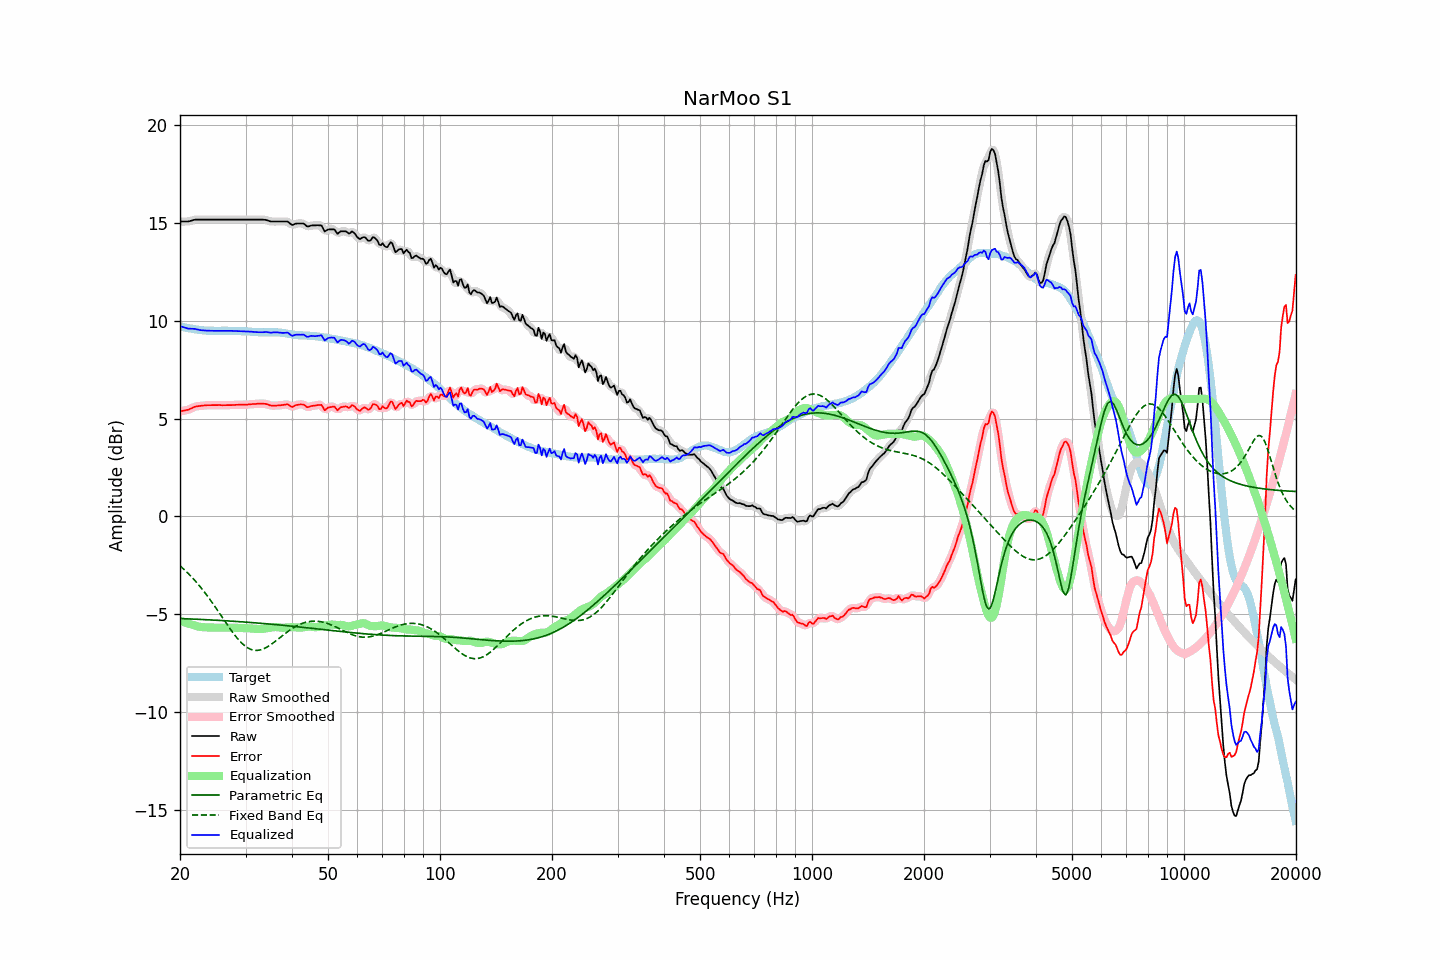 NarMoo S1
Amplitude (dBr)
20
15
10
5
0
−5
−10
−15
Target
Raw Smoothed
Error Smoothed
Raw
Error
Equalization
Parametric Eq
Fixed Band Eq
Equalized
20 50 100 200 500 1000 2000 5000 10000 20000
Frequency (Hz)